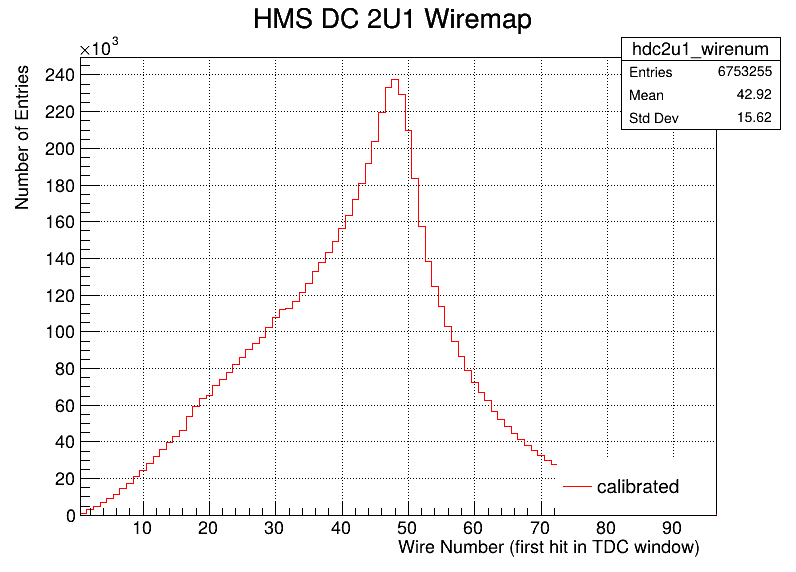 HMS DC 2U1 Wiremap
×10³
hdc2u1_wirenum
Entries 6753255
Mean 42.92
Std Dev 15.62
Number of Entries
240
220
200
180
160
140
120
100
80
60
40
20
0
calibrated
10 20 30 40 50 60 70 80 90
Wire Number (first hit in TDC window)